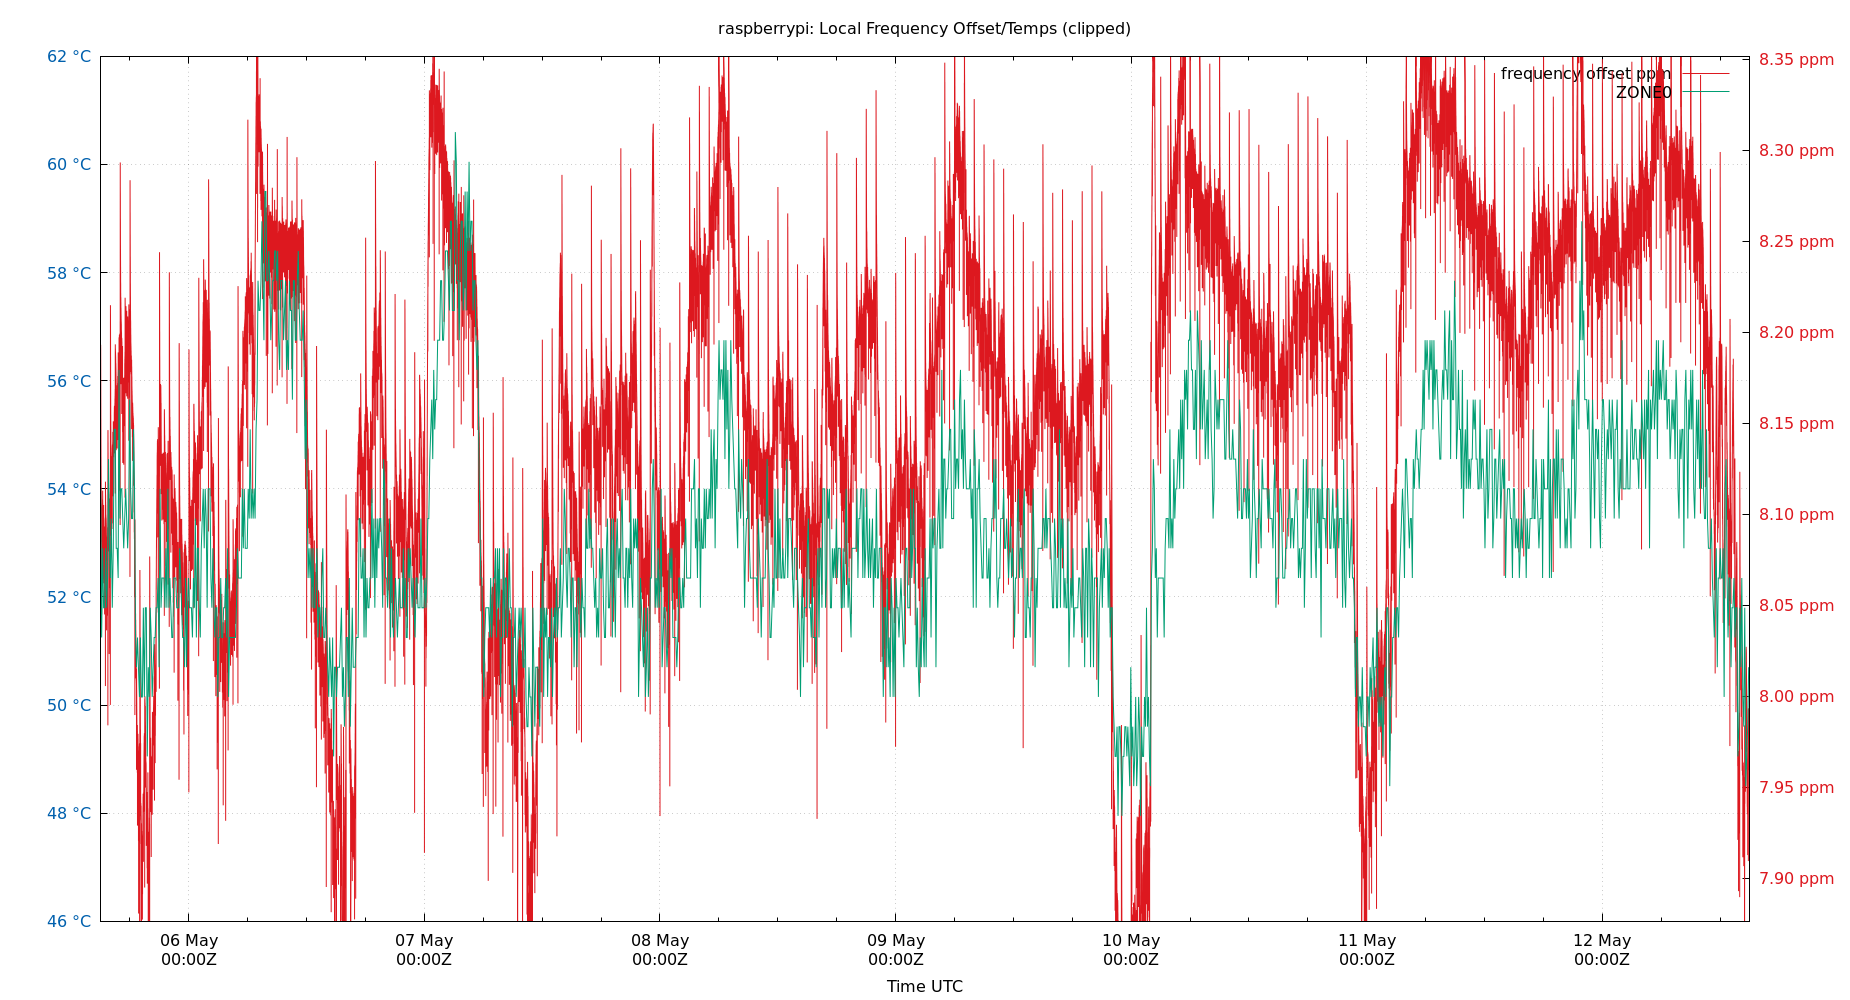 raspberrypi: Local Frequency Offset/Temps (clipped)
62 °C
60 °C
58 °C
56 °C
54 °C
52 °C
50 °C
48 °C
46 °C
8.35 ppm
8.30 ppm
8.25 ppm
8.20 ppm
8.15 ppm
8.10 ppm
8.05 ppm
8.00 ppm
7.95 ppm
7.90 ppm
frequency offset ppm
ZONE0
06 May
00:00Z
07 May
00:00Z
08 May
00:00Z
09 May
00:00Z
10 May
00:00Z
11 May
00:00Z
12 May
00:00Z
Time UTC